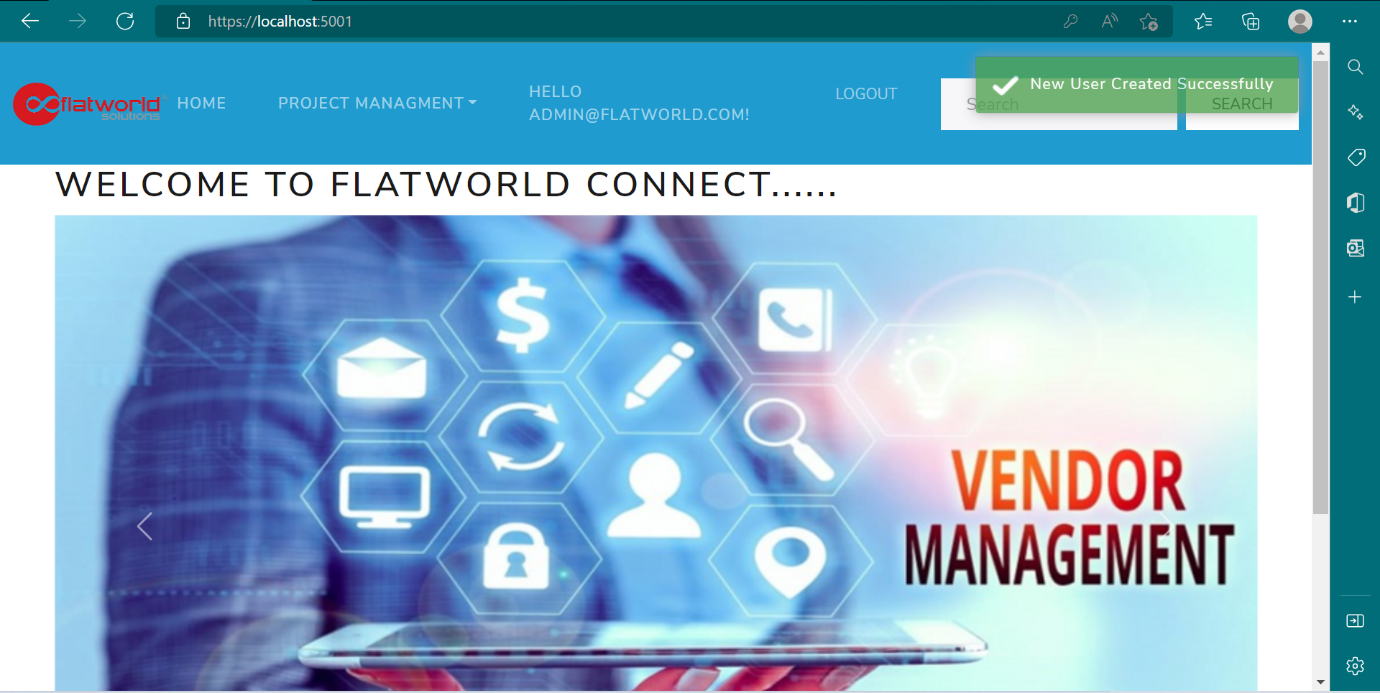 https://localhost:5001
New User Created Successfully
flatworld
solutions
HOME
PROJECT MANAGMENT
HELLO
ADMIN@FLATWORLD.COM!
LOGOUT
Search
SEARCH
WELCOME TO FLATWORLD CONNECT......
$
VENDOR
MANAGEMENT